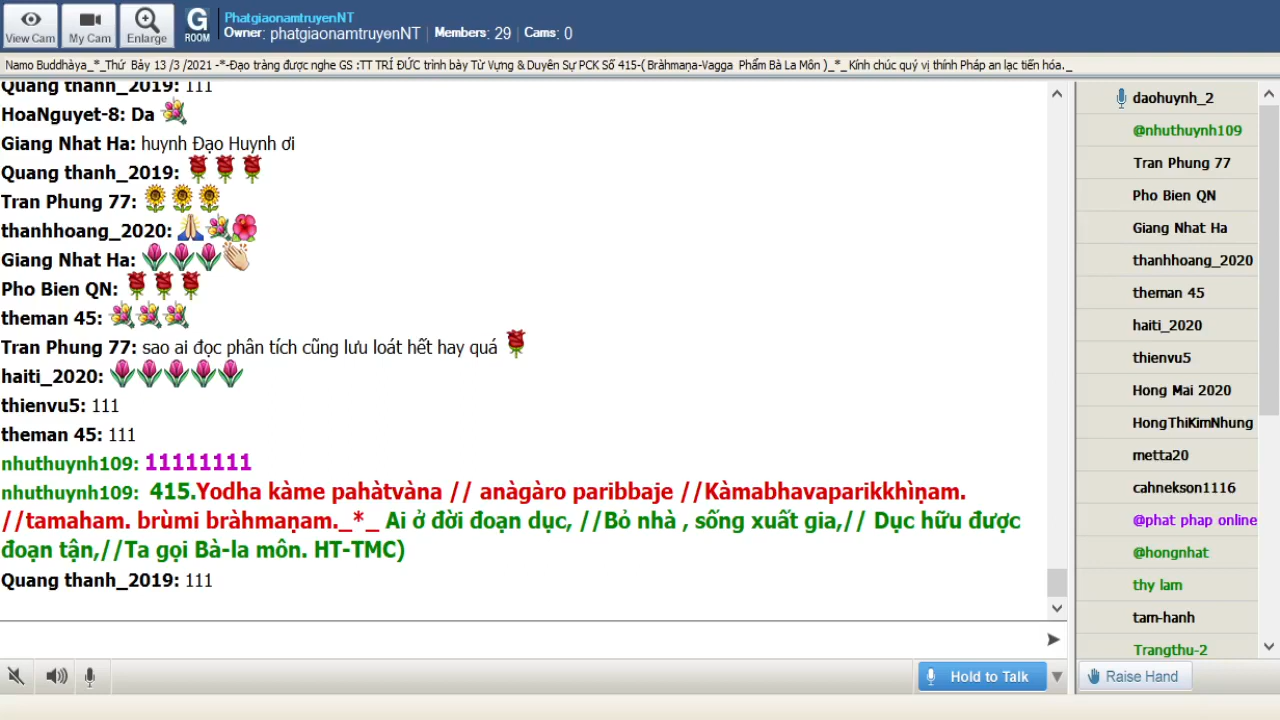 View Cam
My Cam
Enlarge
G
ROOM
PhatgiaonamtruyenNT
Owner: phatgiaonamtruyenNT | Members: 29 | Cams: 0
Namo Buddhàya_*_Thứ Bảy 13 /3 /2021 -*-Đạo tràng được nghe GS :TT TRÍ ĐỨC trình bày Từ Vựng & Duyên Sự PCK Số 415-( Bràhmaṇa-Vagga Phẩm Bà La Môn )_*_Kính chúc quý vị thính Pháp an lạc tiến hóa._
Quang thanh_2019: 111
HoaNguyet-8: Da
Giang Nhat Ha: huynh Đạo Huynh ơi
Quang thanh_2019:
Tran Phung 77:
thanhhoang_2020:
Giang Nhat Ha:
Pho Bien QN:
theman 45:
Tran Phung 77: sao ai đọc phân tích cũng lưu loát hết hay quá
haiti_2020:
thienvu5: 111
theman 45: 111
nhuthuynh109: 11111111
nhuthuynh109: 415.Yodha kàme pahàtvàna // anàgàro paribbaje //Kàmabhavaparikkhìṇam.
//tamaham. brùmi bràhmaṇam._*_ Ai ở đời đoạn dục, //Bỏ nhà , sống xuất gia,// Dục hữu được
đoạn tận,//Ta gọi Bà-la môn. HT-TMC)
Quang thanh_2019: 111
daohuynh_2
@nhuthuynh109
Tran Phung 77
Pho Bien QN
Giang Nhat Ha
thanhhoang_2020
theman 45
haiti_2020
thienvu5
Hong Mai 2020
HongThiKimNhung
metta20
cahnekson1116
@phat phap online
@hongnhat
thy lam
tam-hanh
Trangthu-2
Hold to Talk
Raise Hand